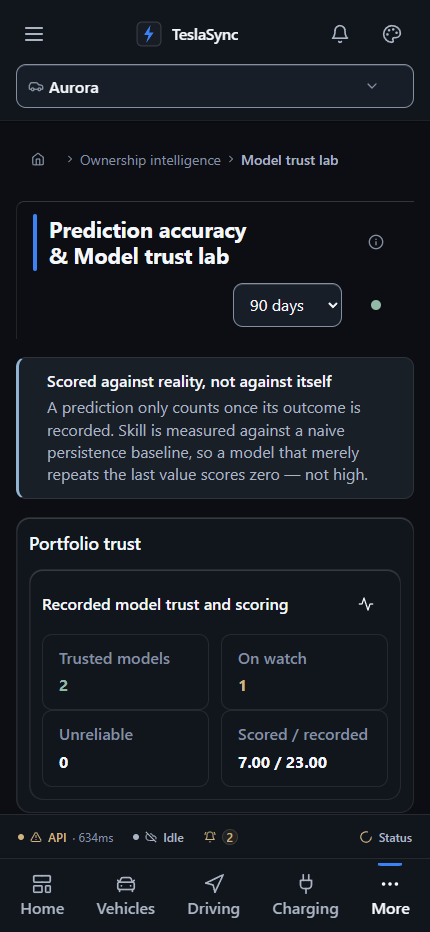 TeslaSync
Aurora
Ownership intelligence
Model trust lab
Prediction accuracy
& Model trust lab
90 days
Scored against reality, not against itself
A prediction only counts once its outcome is
recorded. Skill is measured against a naive
persistence baseline, so a model that merely
repeats the last value scores zero — not high.
Portfolio trust
Recorded model trust and scoring
Trusted models
2
On watch
1
Unreliable
0
Scored / recorded
7.00 / 23.00
API · 634ms
Idle
2
Status
Home
Vehicles
Driving
Charging
More